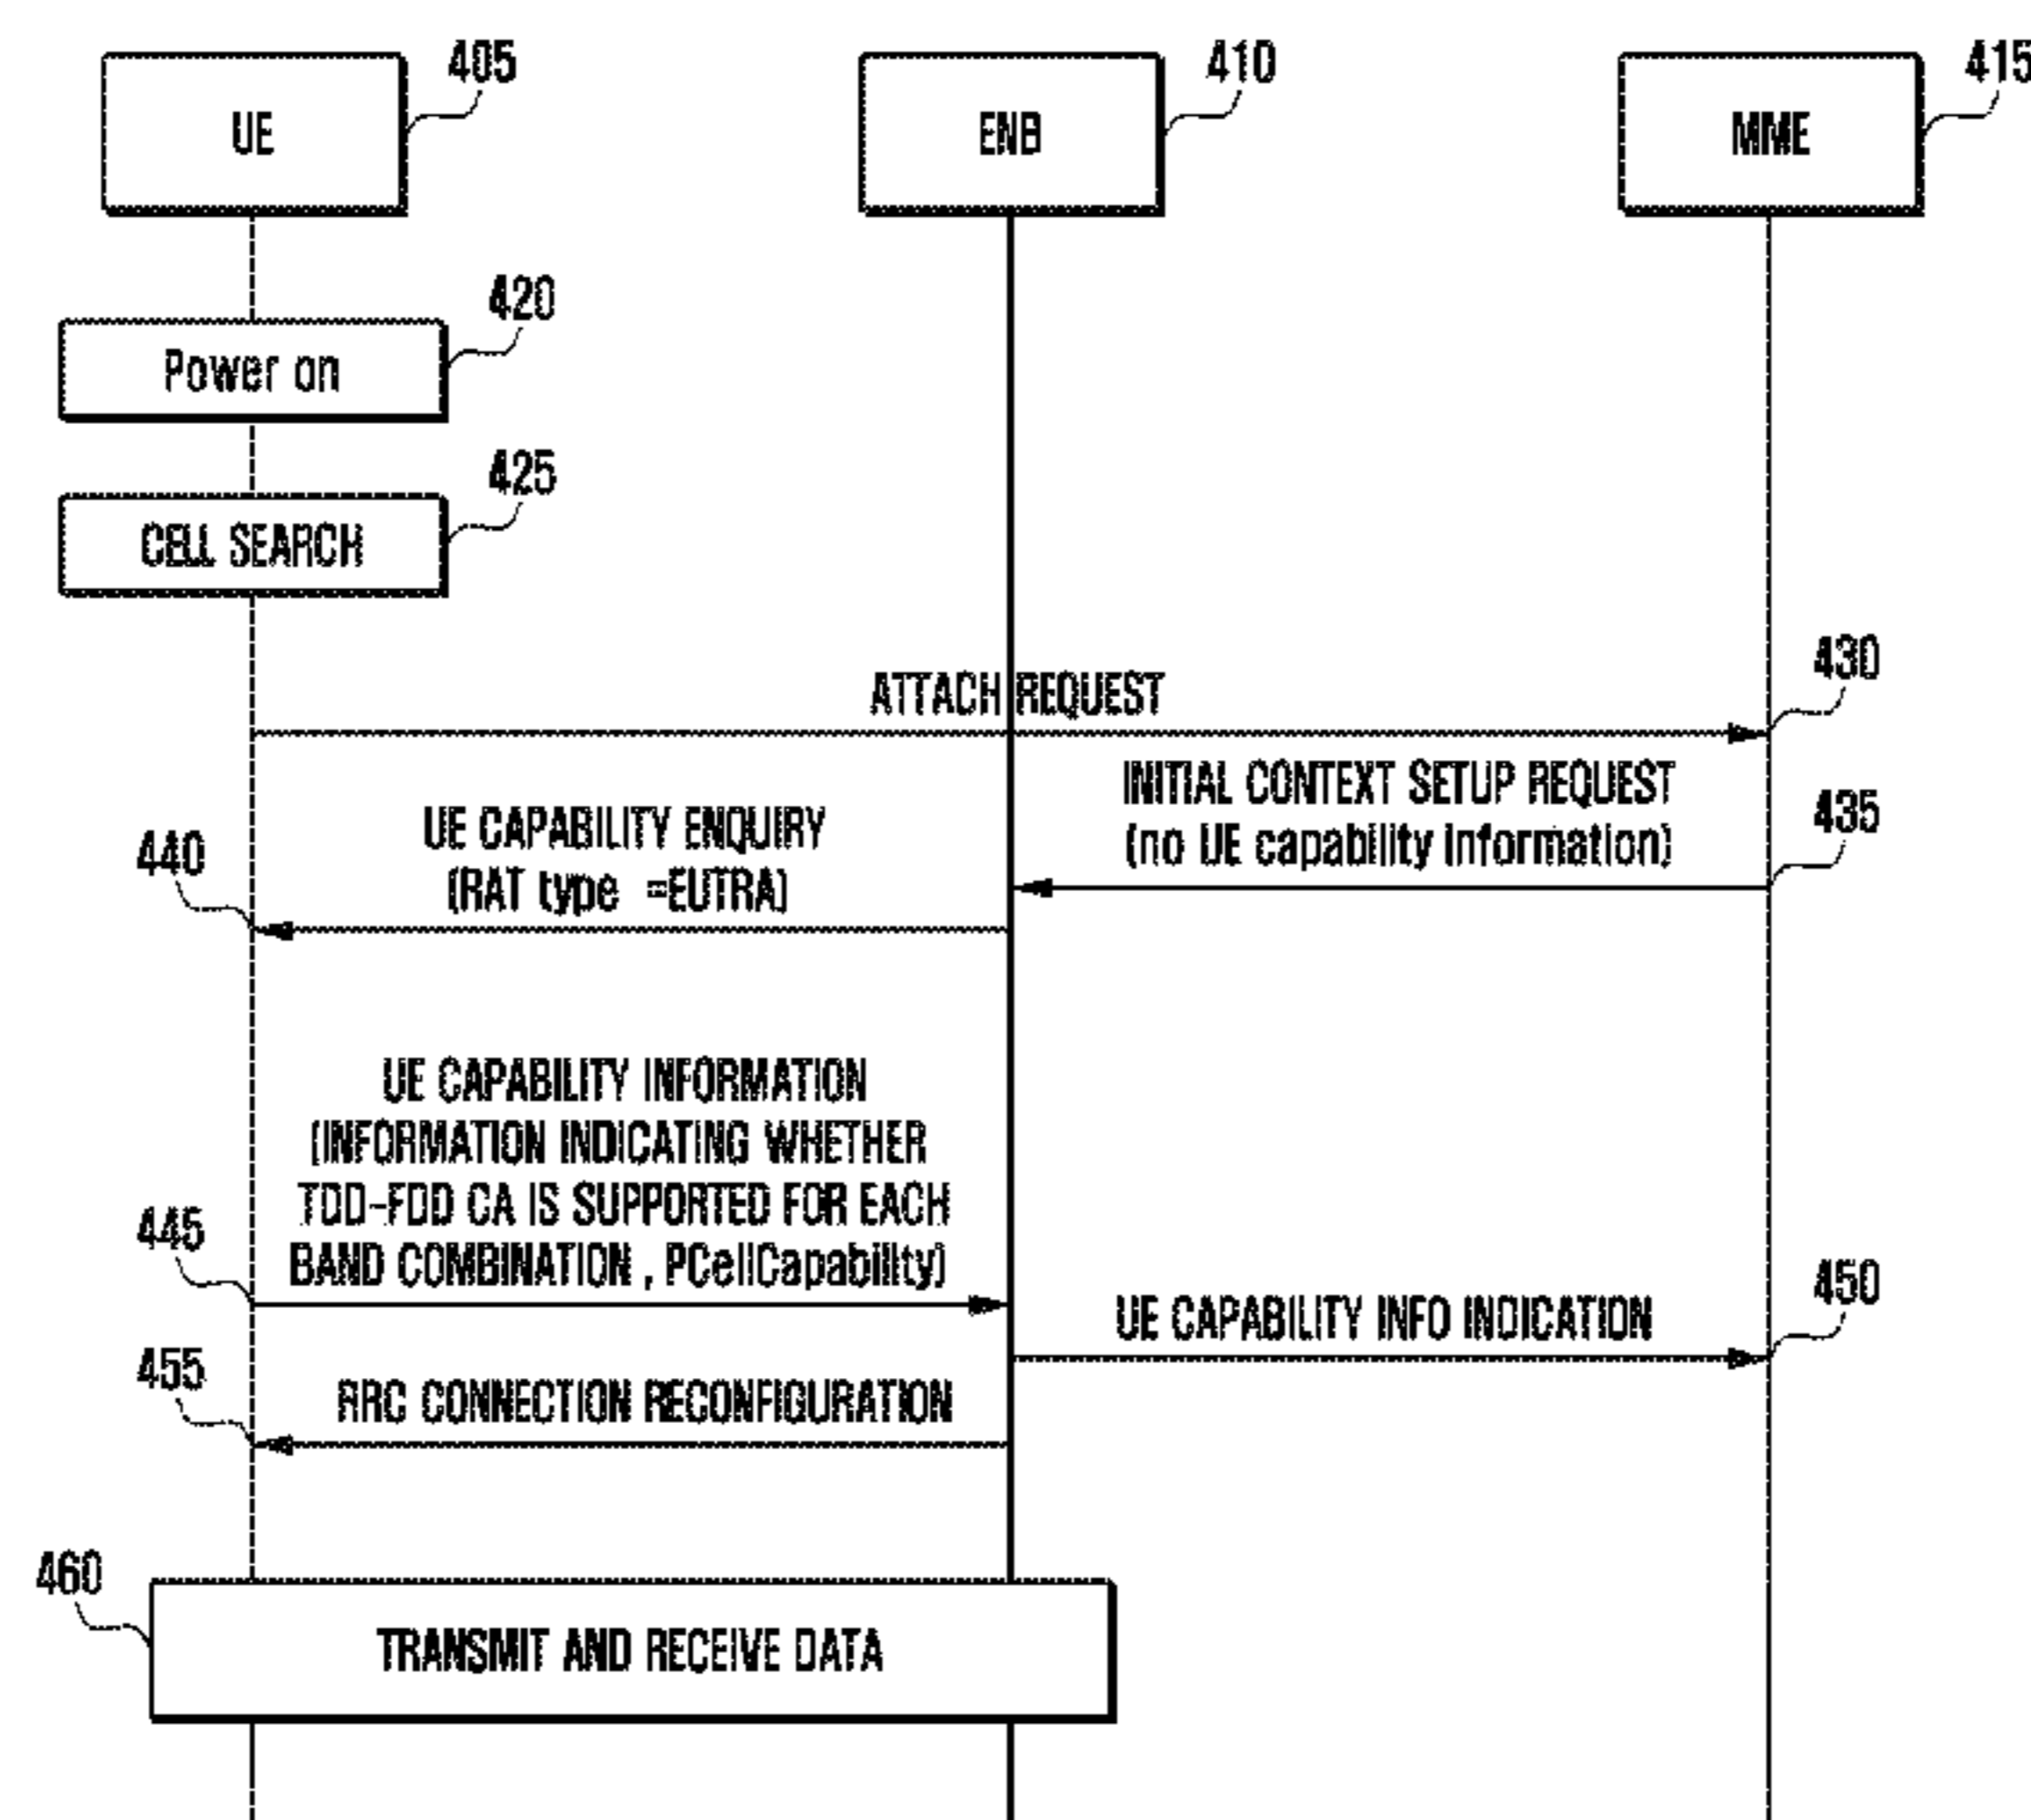 405
410
415
UE
ENB
MME
420
Power on
425
CELL SEARCH
430
ATTACH REQUEST
INITIAL CONTEXT SETUP REQUEST
(no UE capability information)
435
UE CAPABILITY ENQUIRY
(RAT type =EUTRA)
440
UE CAPABILITY INFORMATION
(INFORMATION INDICATING WHETHER
TDD-FDD CA IS SUPPORTED FOR EACH
BAND COMBINATION , PCellCapability)
445
450
UE CAPABILITY INFO INDICATION
455
RRC CONNECTION RECONFIGURATION
460
TRANSMIT AND RECEIVE DATA